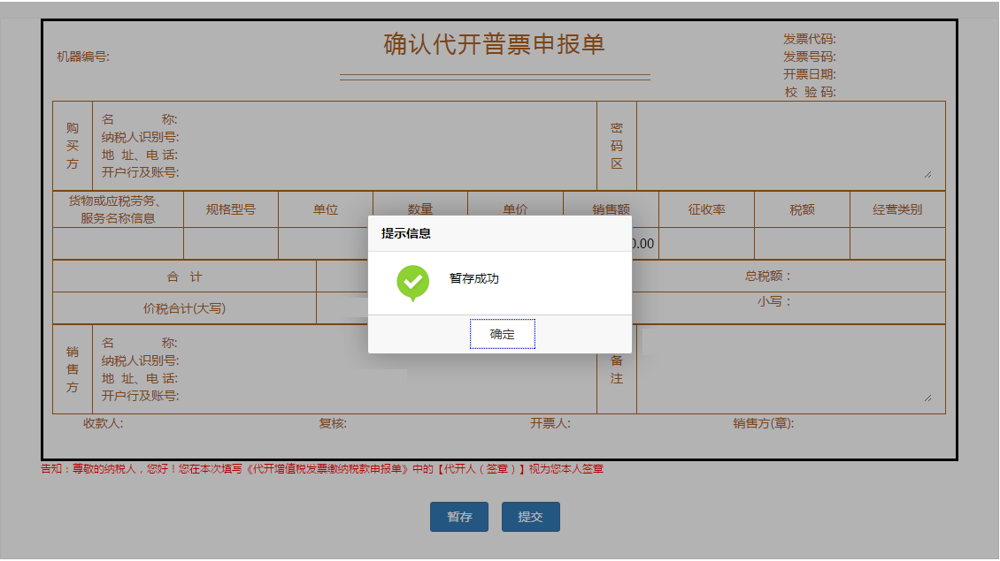 确认代开普票申报单
机器编号:
发票代码:
发票号码:
开票日期:
校 验 码:
购买方
名 称:
纳税人识别号:
地 址、电 话:
开户行及账号:
密码区
货物或应税劳务、
服务名称信息
规格型号
单位
数量
单价
销售额
征收率
税额
经营类别
0.00
合 计
总税额：
价税合计(大写)
小写：
提示信息
暂存成功
确定
销售方
名 称:
纳税人识别号:
地 址、电 话:
开户行及账号:
备注
收款人:
复核:
开票人:
销售方(章):
告知：尊敬的纳税人，您好！您在本次填写《代开增值税发票缴纳税款申报单》中的【代开人（签章）】视为您本人签章
暂存
提交